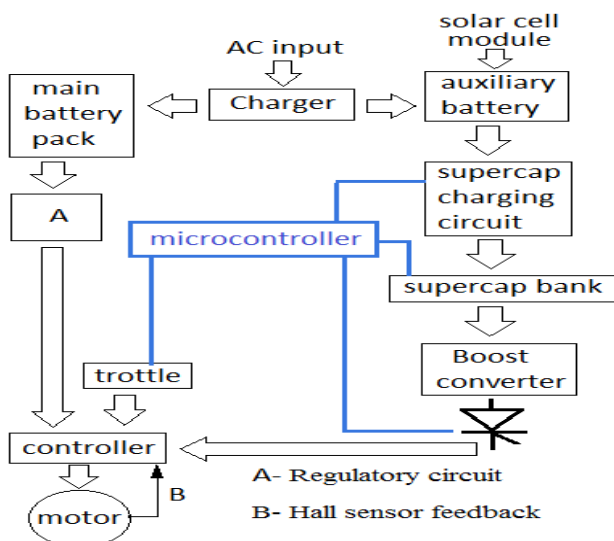 solar cell
module
AC input
main
battery
pack
Charger
auxiliary
battery
A
supercap
charging
circuit
microcontroller
supercap bank
trottle
Boost
converter
controller
A- Regulatory circuit
B
B- Hall sensor feedback
motor